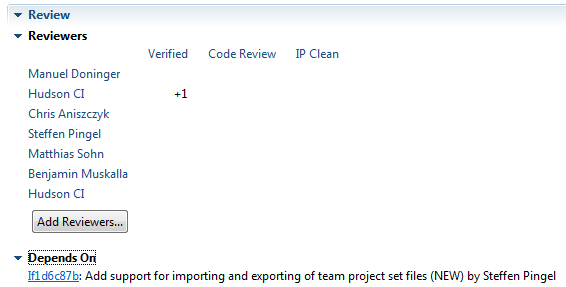 Review
Reviewers
Verified Code Review IP Clean
Manuel Doninger
Hudson CI +1
Chris Aniszczyk
Steffen Pingel
Matthias Sohn
Benjamin Muskalla
Hudson CI
Add Reviewers...
Depends On
If1d6c87b: Add support for importing and exporting of team project set files (NEW) by Steffen Pingel